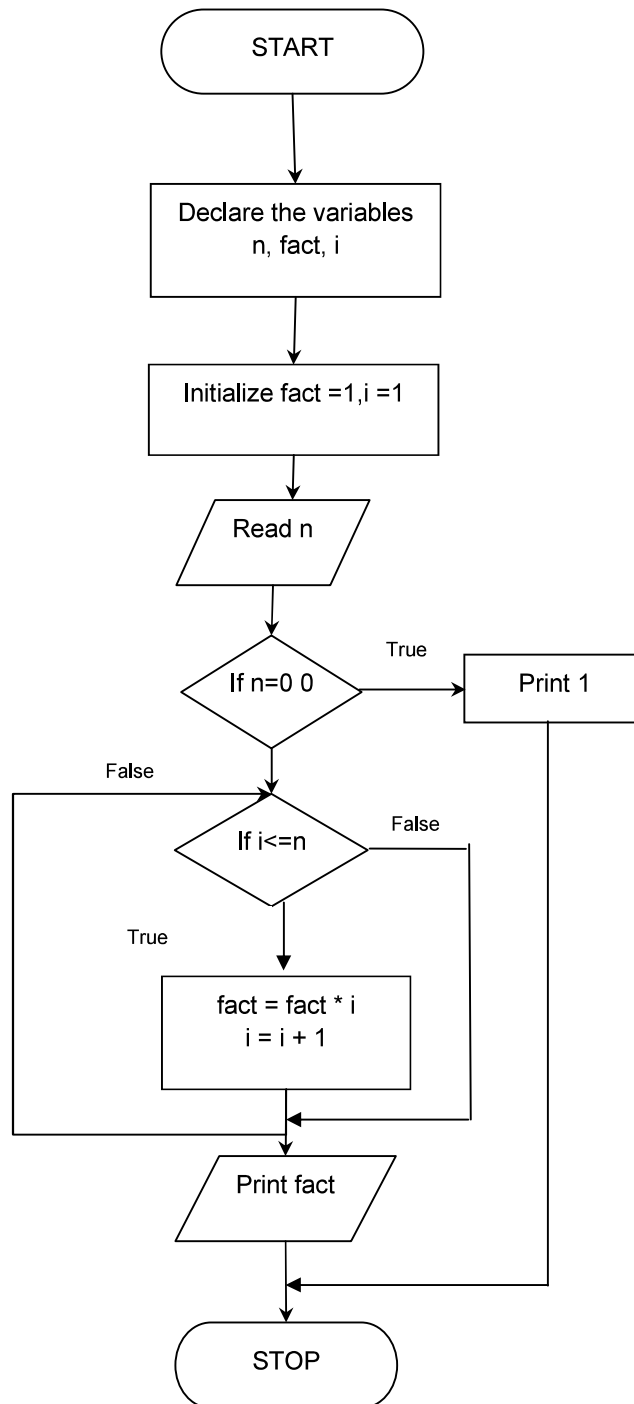 START
Declare the variables
n, fact, i
Initialize fact =1,i =1
Read n
If n=0 0
True
Print 1
False
If i<=n
False
True
fact = fact * i
i = i + 1
Print fact
STOP